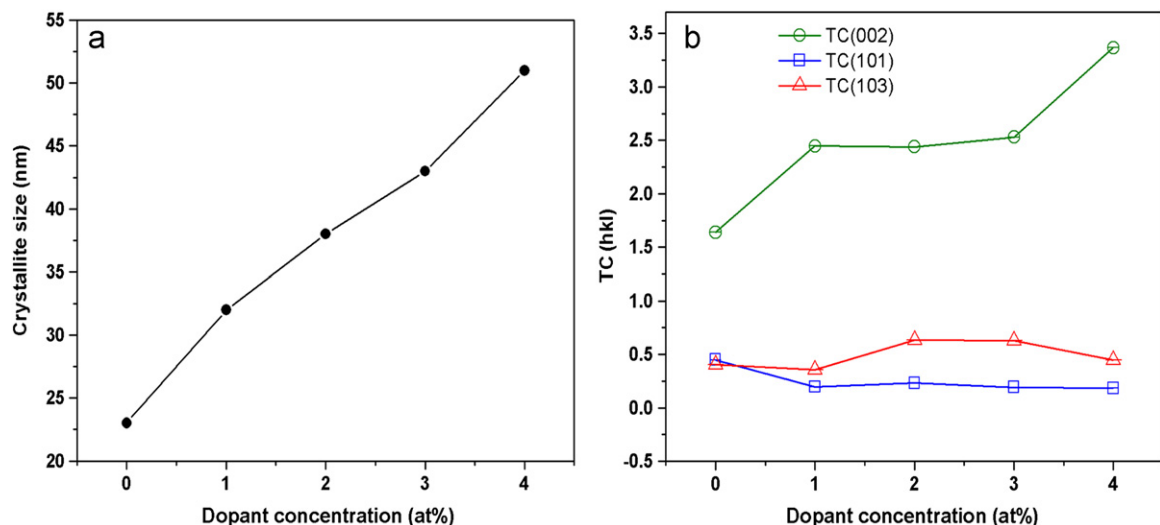 a
55
50
45
40
35
30
25
20
Crystallite size (nm)
0 1 2 3 4
Dopant concentration (at%)
b
TC(002)
TC(101)
TC(103)
3.5
3.0
2.5
2.0
1.5
1.0
0.5
0.0
-0.5
TC (hkl)
0 1 2 3 4
Dopant concentration (at%)